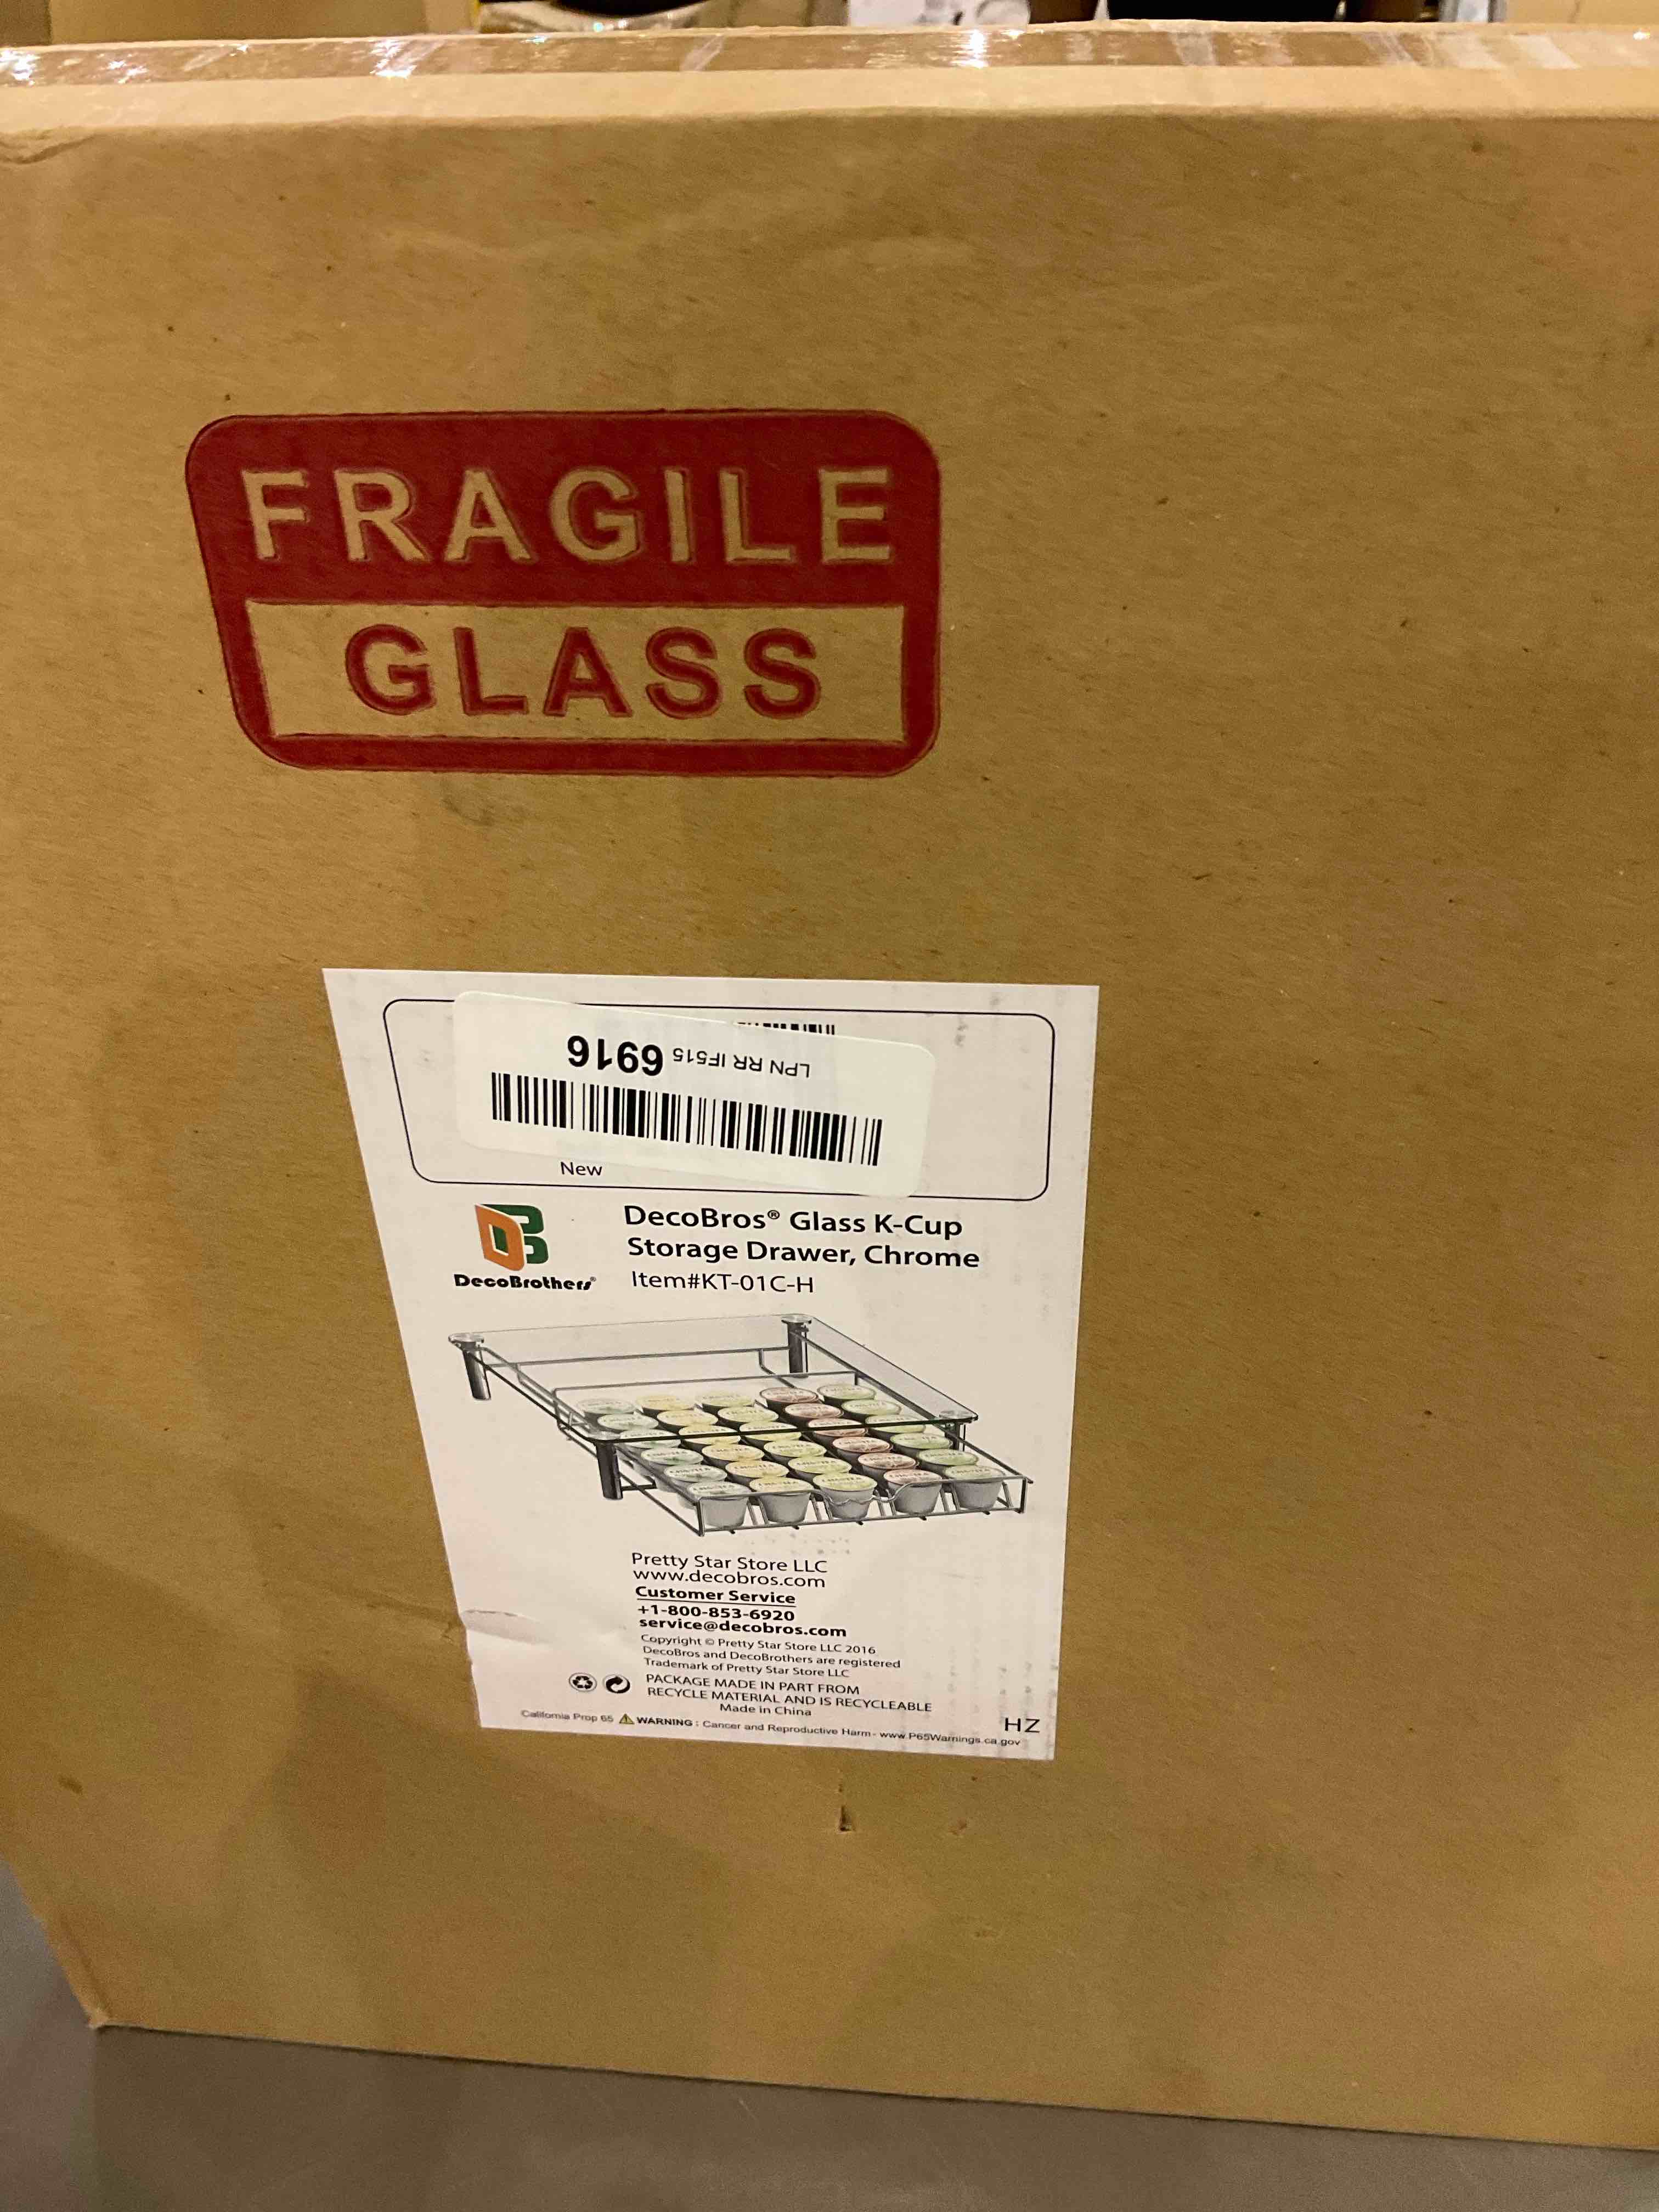 FRAGILE
GLASS
LPN RR IF515 6916
New
DecoBrothers®
DecoBros® Glass K-Cup
Storage Drawer, Chrome
Item#KT-01C-H
Pretty Star Store LLC
www.decobros.com
Customer Service
+1-800-853-6920
service@decobros.com
Copyright © Pretty Star Store LLC 2016
DecoBros and DecoBrothers are registered
Trademark of Pretty Star Store LLC
PACKAGE MADE IN PART FROM
RECYCLE MATERIAL AND IS RECYCLEABLE
Made in China
HZ
California Prop 65 ⚠ WARNING : Cancer and Reproductive Harm- www.P65Warnings.ca.gov